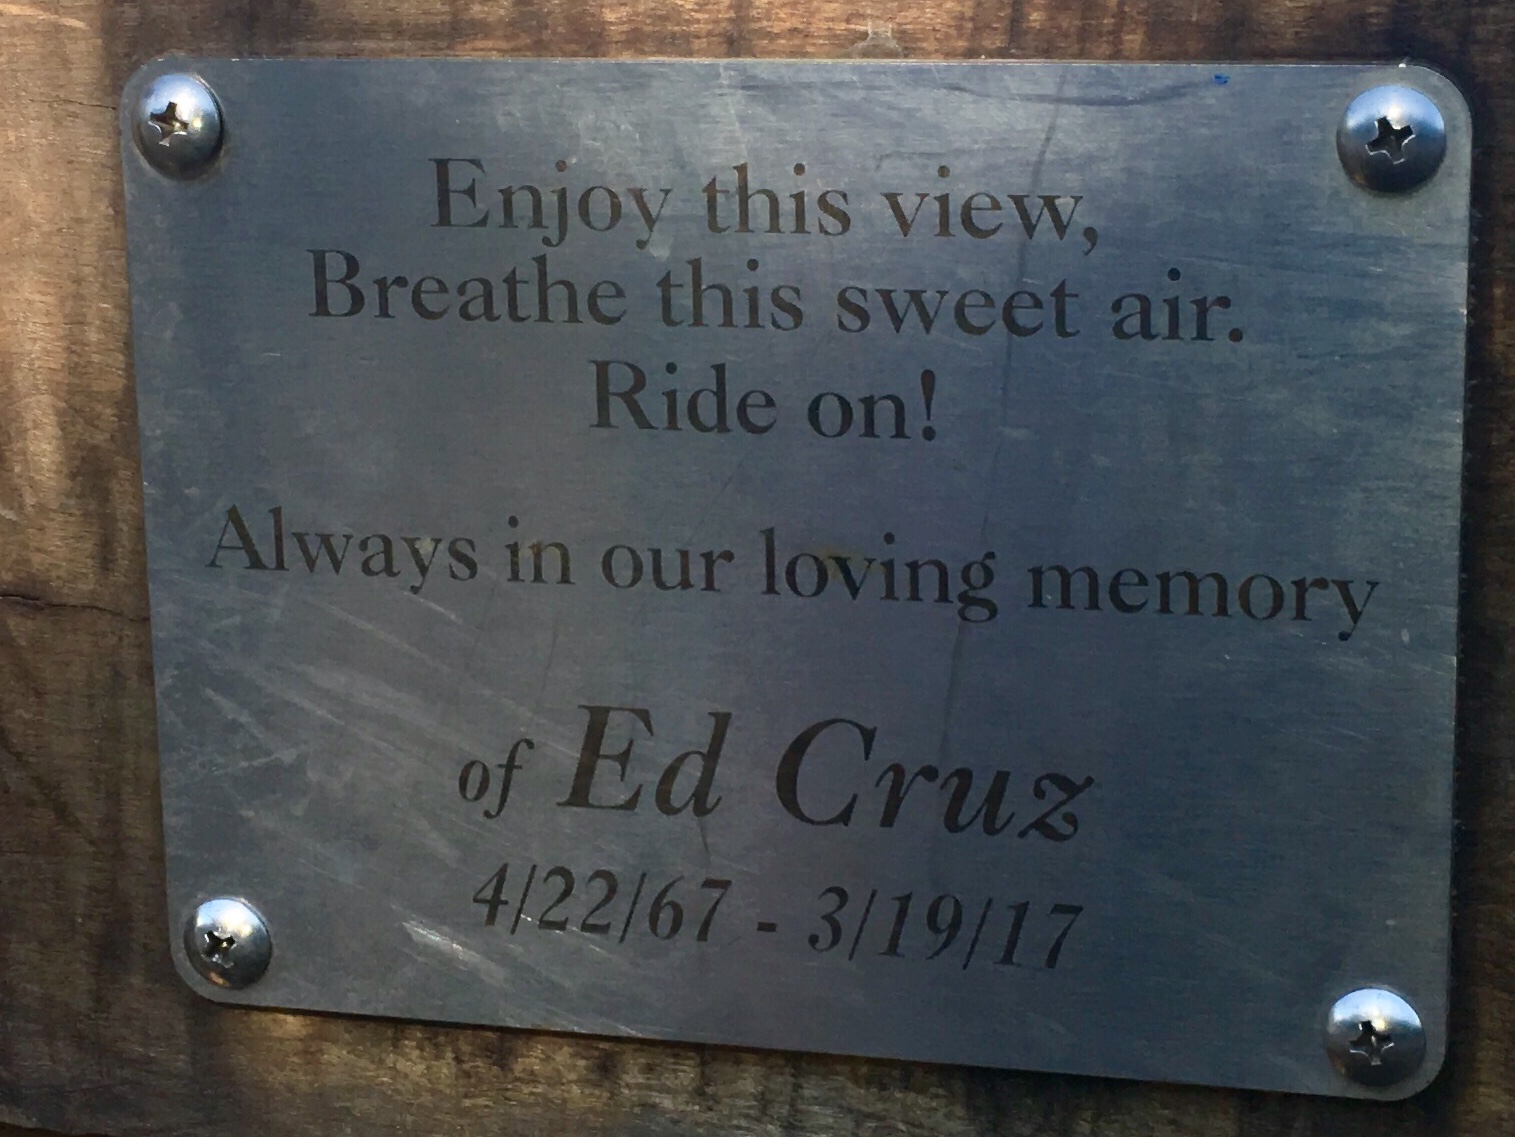 Enjoy this view,
Breathe this sweet air.
Ride on!
Always in our loving memory
of Ed Cruz
4/22/67 - 3/19/17